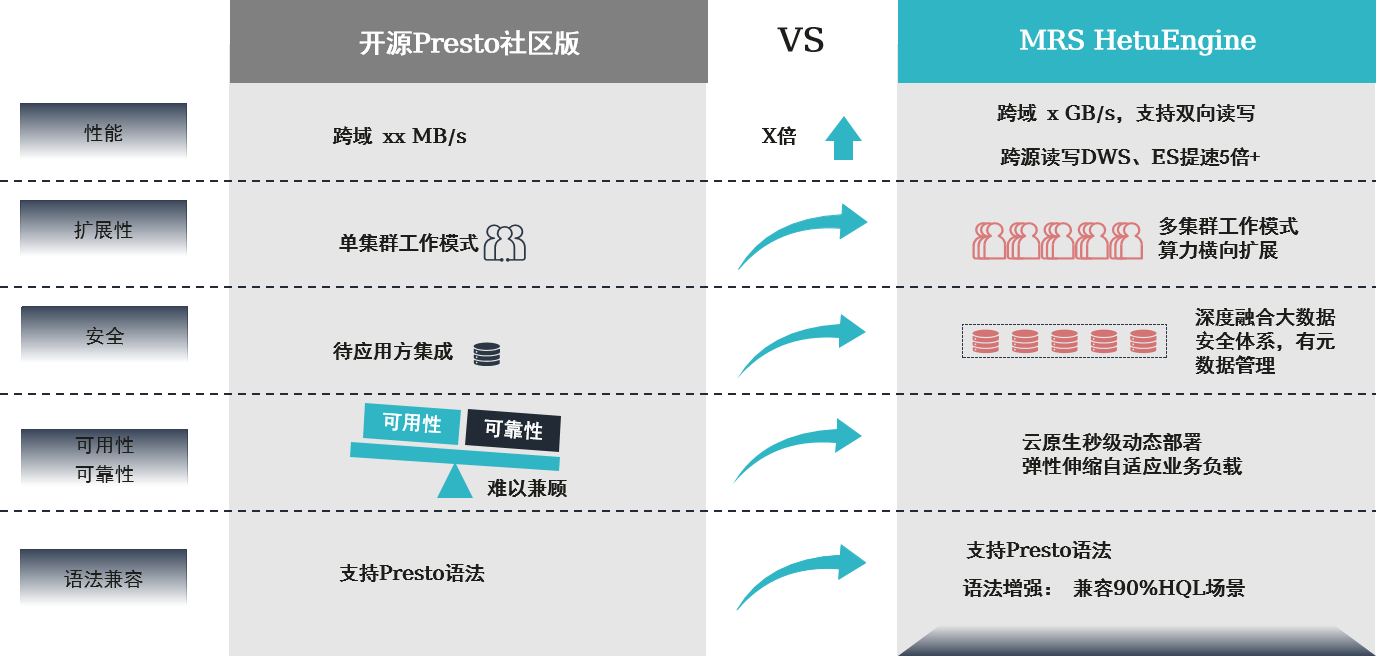 开源Presto社区版
VS
MRS HetuEngine
性能
跨域 xx MB/s
X倍
跨域 x GB/s，支持双向读写
跨源读写DWS、ES提速5倍+
扩展性
单集群工作模式
多集群工作模式
算力横向扩展
安全
待应用方集成
深度融合大数据
安全体系，有元
数据管理
可用性
可靠性
可用性
可靠性
难以兼顾
云原生秒级动态部署
弹性伸缩自适应业务负载
语法兼容
支持Presto语法
支持Presto语法
语法增强： 兼容90%HQL场景